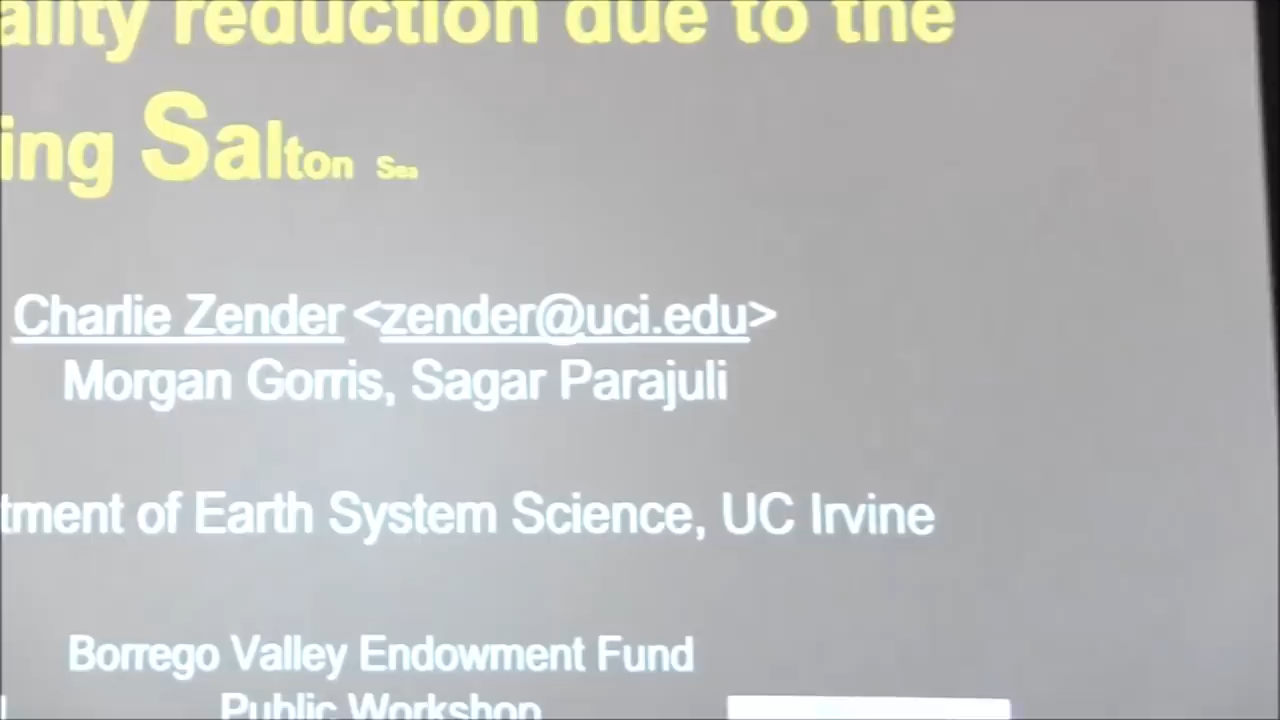 ality reduction due to the
ing Salton Sea
Charlie Zender <zender@uci.edu>
Morgan Gorris, Sagar Parajuli
tment of Earth System Science, UC Irvine
Borrego Valley Endowment Fund
Public Workshop